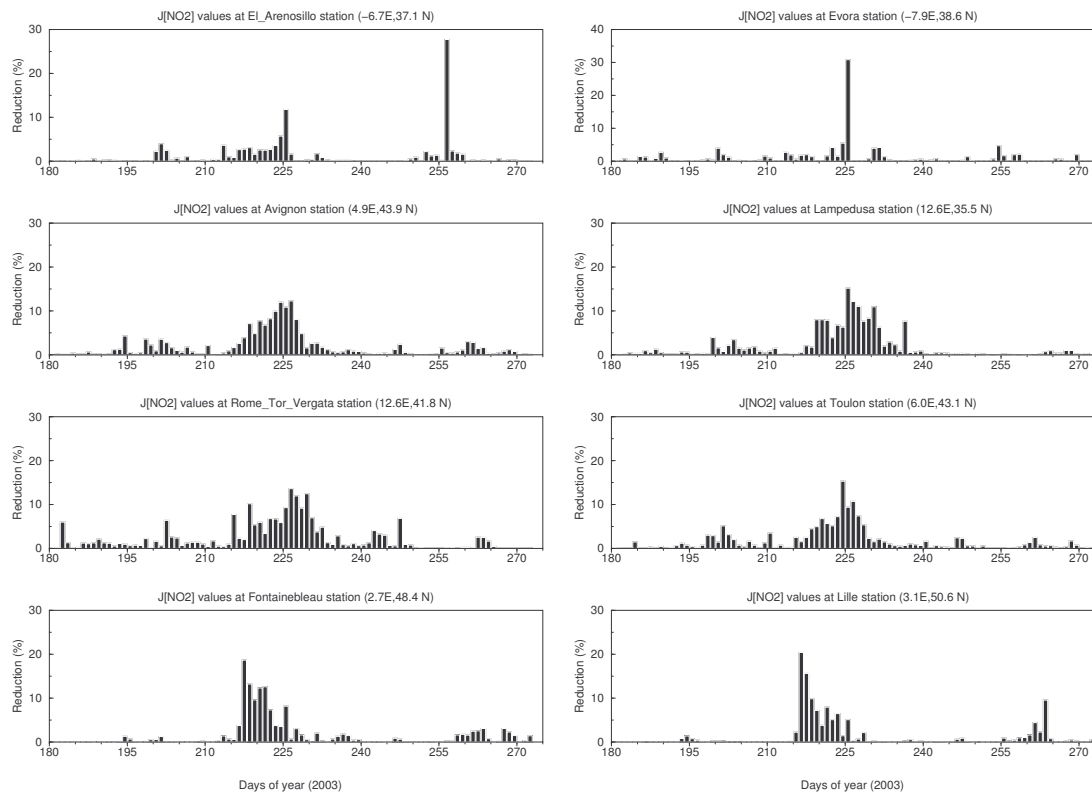 J[NO2] values at El_Arenosillo station (−6.7E,37.1 N)
30
20
10
0
Reduction (%)
180 195 210 225 240 255 270
J[NO2] values at Evora station (−7.9E,38.6 N)
40
30
20
10
0
Reduction (%)
180 195 210 225 240 255 270
J[NO2] values at Avignon station (4.9E,43.9 N)
30
20
10
0
Reduction (%)
180 195 210 225 240 255 270
J[NO2] values at Lampedusa station (12.6E,35.5 N)
30
20
10
0
Reduction (%)
180 195 210 225 240 255 270
J[NO2] values at Rome_Tor_Vergata station (12.6E,41.8 N)
30
20
10
0
Reduction (%)
180 195 210 225 240 255 270
J[NO2] values at Toulon station (6.0E,43.1 N)
30
20
10
0
Reduction (%)
180 195 210 225 240 255 270
J[NO2] values at Fontainebleau station (2.7E,48.4 N)
30
20
10
0
Reduction (%)
180 195 210 225 240 255 270
Days of year (2003)
J[NO2] values at Lille station (3.1E,50.6 N)
30
20
10
0
Reduction (%)
180 195 210 225 240 255 270
Days of year (2003)